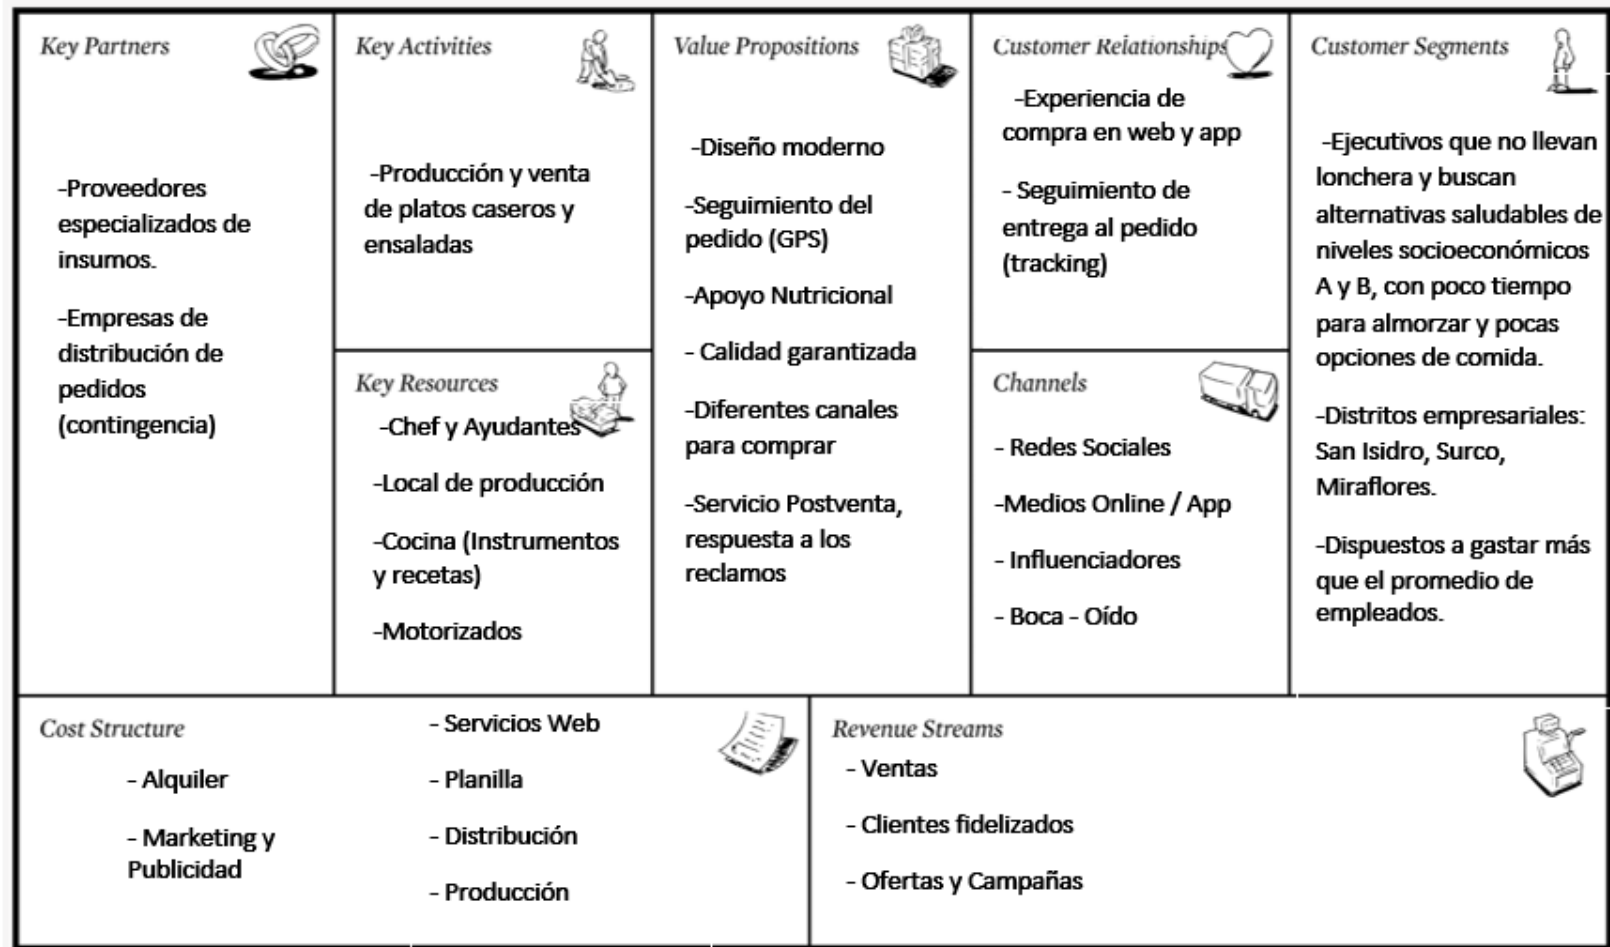 Key Partners
-Proveedores
especializados de
insumos.
-Empresas de
distribución de
pedidos
(contingencia)
Key Activities
-Producción y venta
de platos caseros y
ensaladas
Key Resources
-Chef y Ayudantes
-Local de producción
-Cocina (Instrumentos
y recetas)
-Motorizados
Value Propositions
-Diseño moderno
-Seguimiento del
pedido (GPS)
-Apoyo Nutricional
- Calidad garantizada
-Diferentes canales
para comprar
-Servicio Postventa,
respuesta a los
reclamos
Customer Relationships
-Experiencia de
compra en web y app
- Seguimiento de
entrega al pedido
(tracking)
Channels
- Redes Sociales
-Medios Online / App
- Influenciadores
- Boca - Oído
Customer Segments
-Ejecutivos que no llevan
lonchera y buscan
alternativas saludables de
niveles socioeconómicos
A y B, con poco tiempo
para almorzar y pocas
opciones de comida.
-Distritos empresariales:
San Isidro, Surco,
Miraflores.
-Dispuestos a gastar más
que el promedio de
empleados.
Cost Structure
- Alquiler
- Marketing y
Publicidad
- Servicios Web
- Planilla
- Distribución
- Producción
Revenue Streams
- Ventas
- Clientes fidelizados
- Ofertas y Campañas